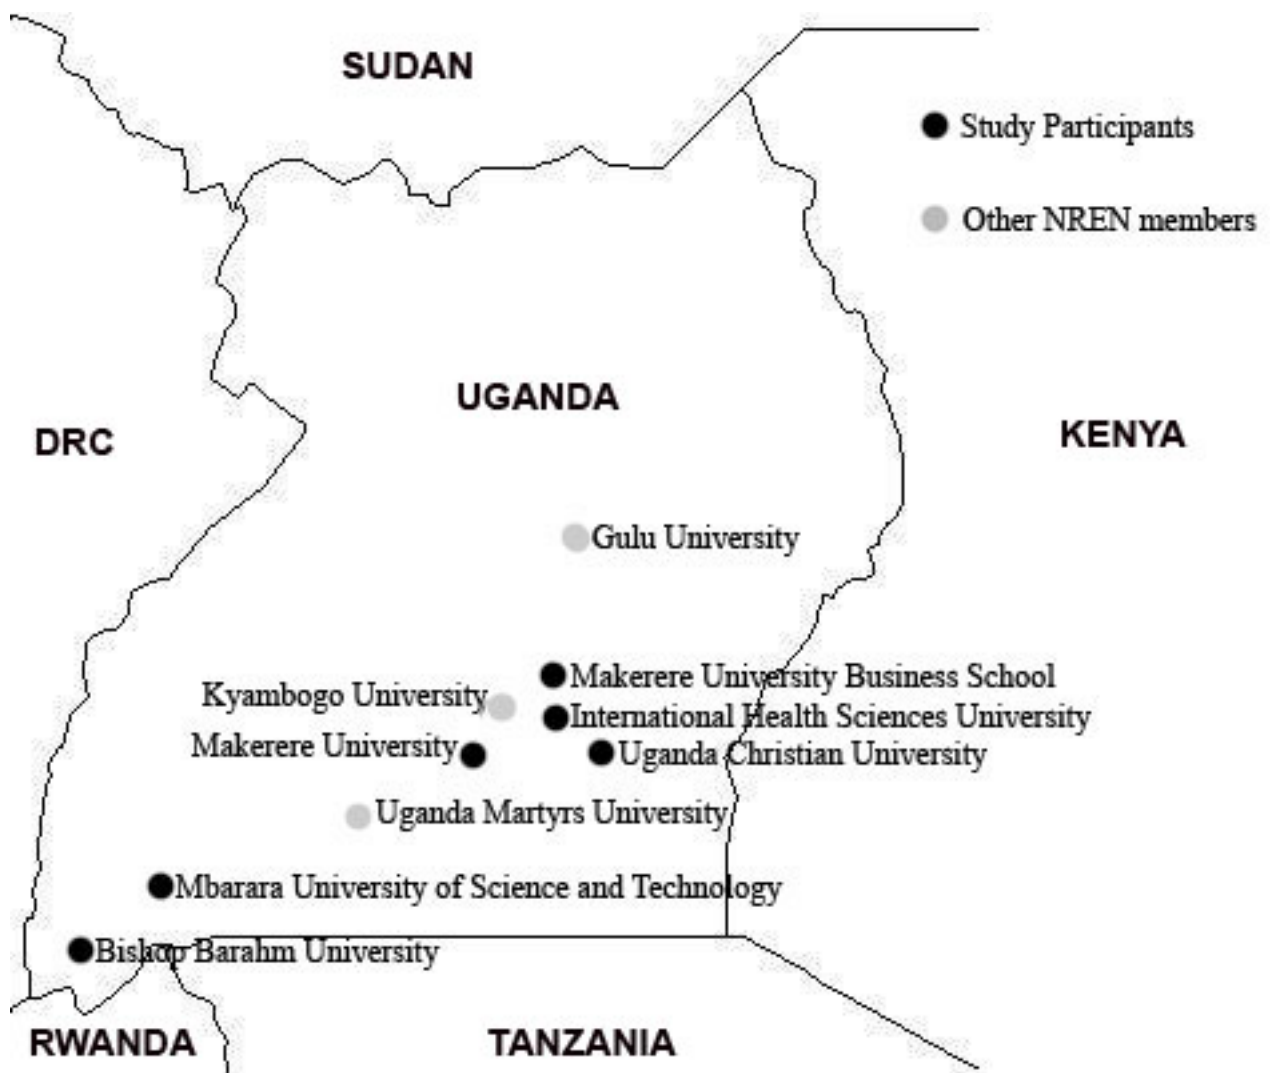 SUDAN
Study Participants
Other NREN members
UGANDA
DRC
KENYA
Gulu University
Makerere University Business School
Kyambogo University
International Health Sciences University
Makerere University
Uganda Christian University
Uganda Martyrs University
Mbarara University of Science and Technology
Bishop Barahm University
RWANDA
TANZANIA